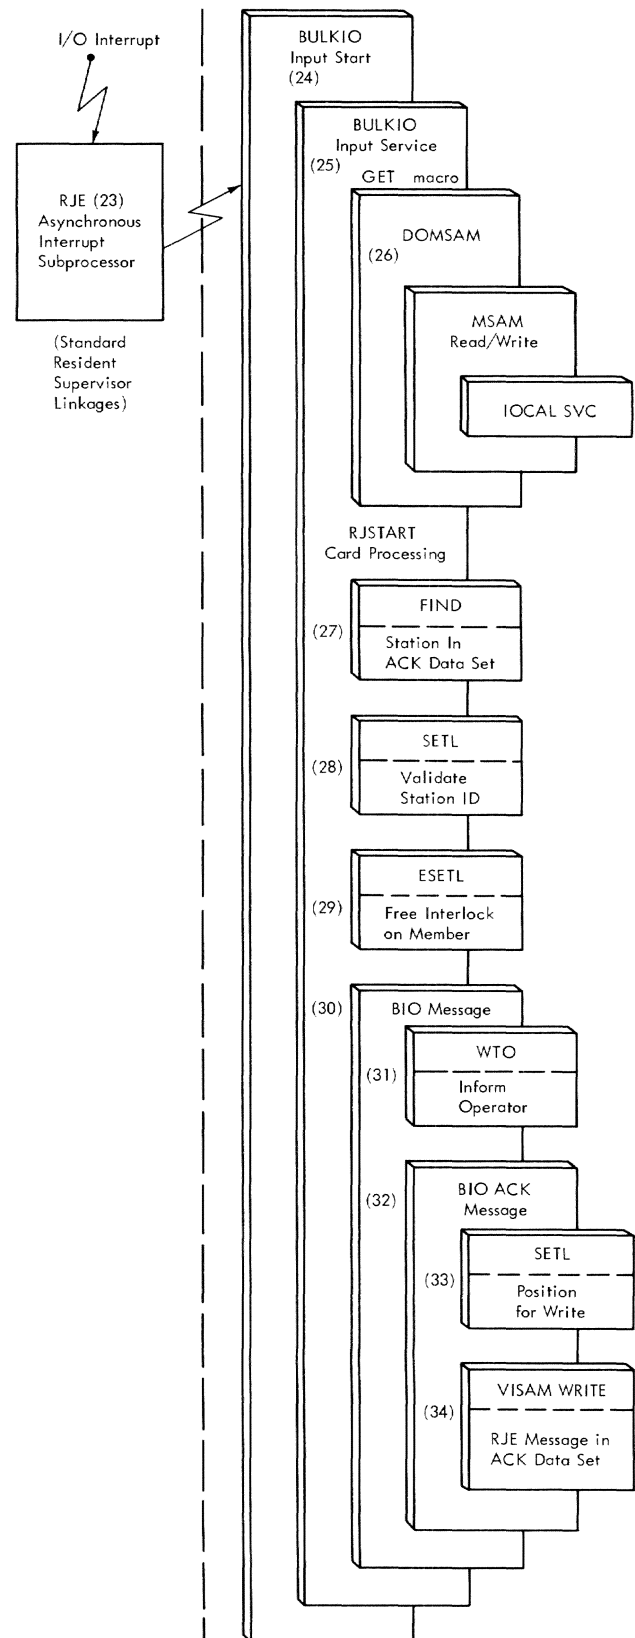 I/O Interrupt
RJE (23)
Asynchronous
Interrupt
Subprocessor
(Standard
Resident
Supervisor
Linkages)
BULKIO
Input Start
(24)
BULKIO
Input Service
(25)
GET macro
DOMSAM
(26)
MSAM
Read/Write
IOCAL SVC
RJSTART
Card Processing
FIND
(27)
Station In
ACK Data Set
SETL
(28)
Validate
Station ID
ESETL
(29)
Free Interlock
on Member
(30)
BIO Message
WTO
(31)
Inform
Operator
BIO ACK
Message
(32)
SETL
(33)
Position
for Write
VISAM WRITE
(34)
RJE Message in
ACK Data Set